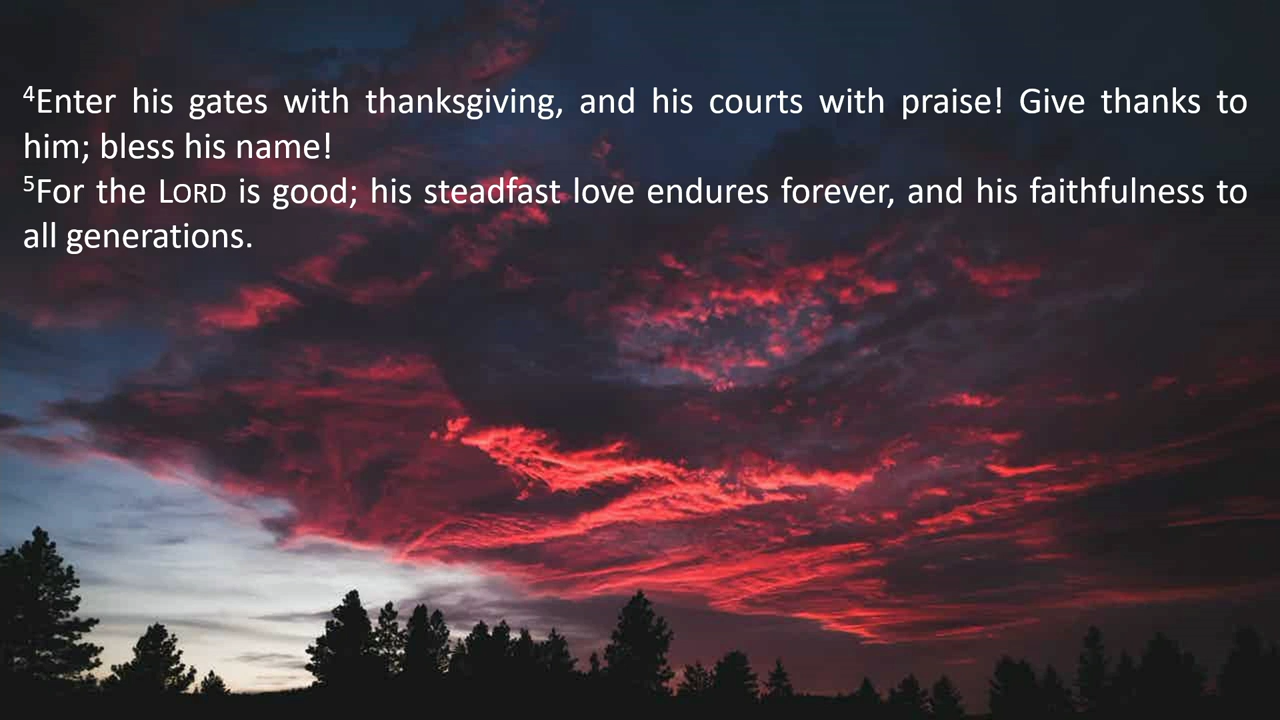 ⁴Enter his gates with thanksgiving, and his courts with praise! Give thanks to
him; bless his name!
⁵For the LORD is good; his steadfast love endures forever, and his faithfulness to
all generations.